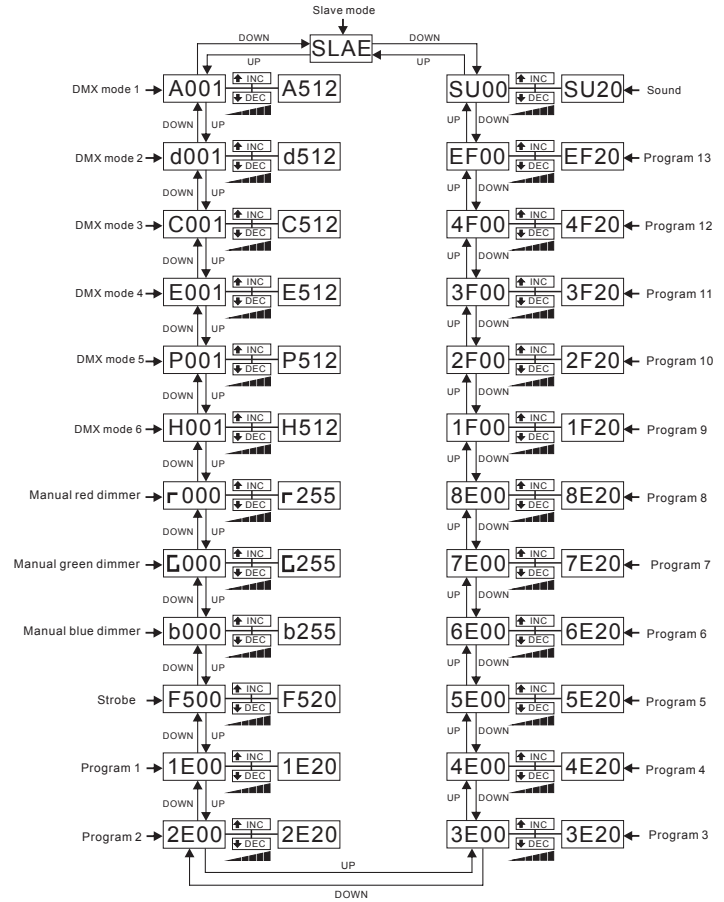 Slave mode
DOWN SLAE DOWN
UP UP
DMX mode 1 A001 INC DEC A512 SU00 INC DEC SU20 Sound
DOWN UP UP DOWN
DMX mode 2 d001 INC DEC d512 EF00 INC DEC EF20 Program 13
DOWN UP UP DOWN
DMX mode 3 C001 INC DEC C512 4F00 INC DEC 4F20 Program 12
DOWN UP UP DOWN
DMX mode 4 E001 INC DEC E512 3F00 INC DEC 3F20 Program 11
DOWN UP UP DOWN
DMX mode 5 P001 INC DEC P512 2F00 INC DEC 2F20 Program 10
DOWN UP UP DOWN
DMX mode 6 H001 INC DEC H512 1F00 INC DEC 1F20 Program 9
DOWN UP UP DOWN
Manual red dimmer r000 INC DEC r255 8E00 INC DEC 8E20 Program 8
DOWN UP UP DOWN
Manual green dimmer G000 INC DEC G255 7E00 INC DEC 7E20 Program 7
DOWN UP UP DOWN
Manual blue dimmer b000 INC DEC b255 6E00 INC DEC 6E20 Program 6
DOWN UP UP DOWN
Strobe F500 INC DEC F520 5E00 INC DEC 5E20 Program 5
DOWN UP UP DOWN
Program 1 1E00 INC DEC 1E20 4E00 INC DEC 4E20 Program 4
DOWN UP UP DOWN
Program 2 2E00 INC DEC 2E20 3E00 INC DEC 3E20 Program 3
UP
DOWN